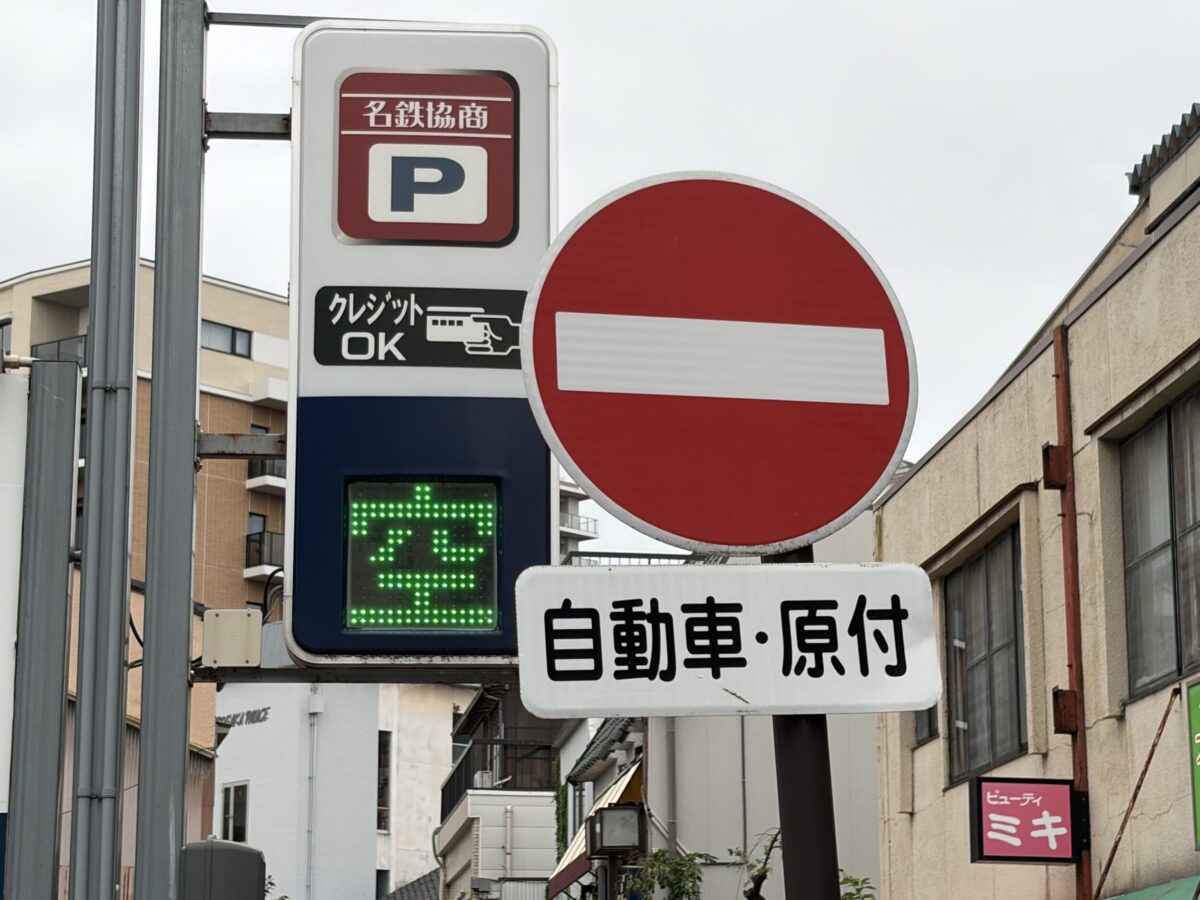 名鉄協商
P
クレジット
OK
空
自動車・原付
ビューティ
ミキ